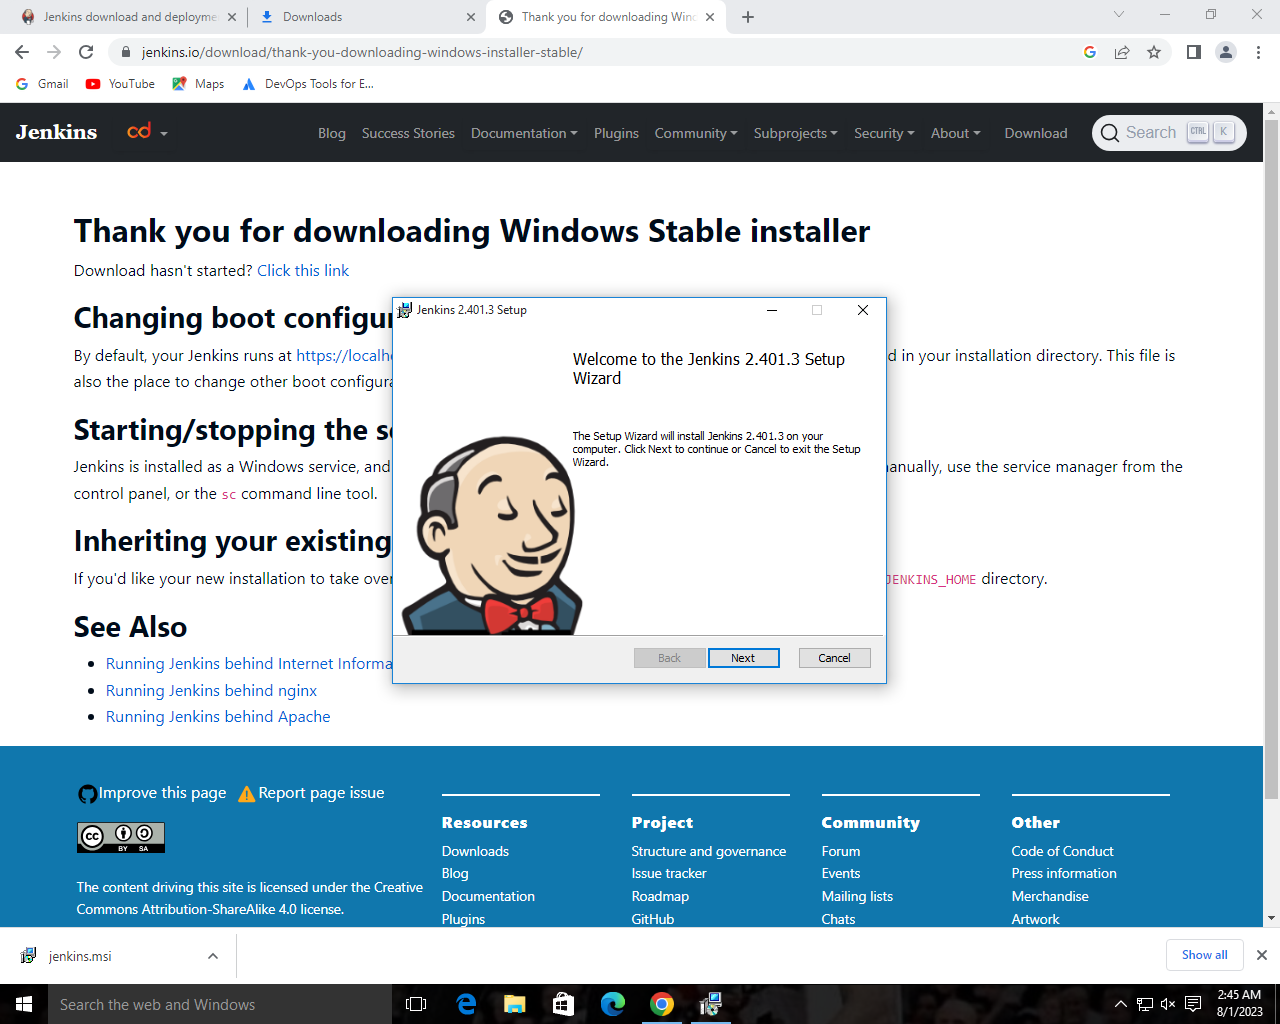 Jenkins download and deployme
Downloads
Thank you for downloading Wind
jenkins.io/download/thank-you-downloading-windows-installer-stable/
Gmail
YouTube
Maps
DevOps Tools for E...
Jenkins
cd
Blog
Success Stories
Documentation
Plugins
Community
Subprojects
Security
About
Download
Search
CTRL
K
Thank you for downloading Windows Stable installer
Download hasn't started? Click this link
Changing boot configur
By default, your Jenkins runs at https://localh
d in your installation directory. This file is
also the place to change other boot configura
Starting/stopping the s
Jenkins is installed as a Windows service, and
anually, use the service manager from the
control panel, or the sc command line tool.
Inheriting your existing
If you'd like your new installation to take over
JENKINS_HOME directory.
See Also
Running Jenkins behind Internet Informa
Running Jenkins behind nginx
Running Jenkins behind Apache
Jenkins 2.401.3 Setup
Welcome to the Jenkins 2.401.3 Setup
Wizard
The Setup Wizard will install Jenkins 2.401.3 on your
computer. Click Next to continue or Cancel to exit the Setup
Wizard.
Back
Next
Cancel
Improve this page
Report page issue
cc
BY SA
The content driving this site is licensed under the Creative
Commons Attribution-ShareAlike 4.0 license.
Resources
Downloads
Blog
Documentation
Plugins
Project
Structure and governance
Issue tracker
Roadmap
GitHub
Community
Forum
Events
Mailing lists
Chats
Other
Code of Conduct
Press information
Merchandise
Artwork
jenkins.msi
Show all
Search the web and Windows
2:45 AM
8/1/2023